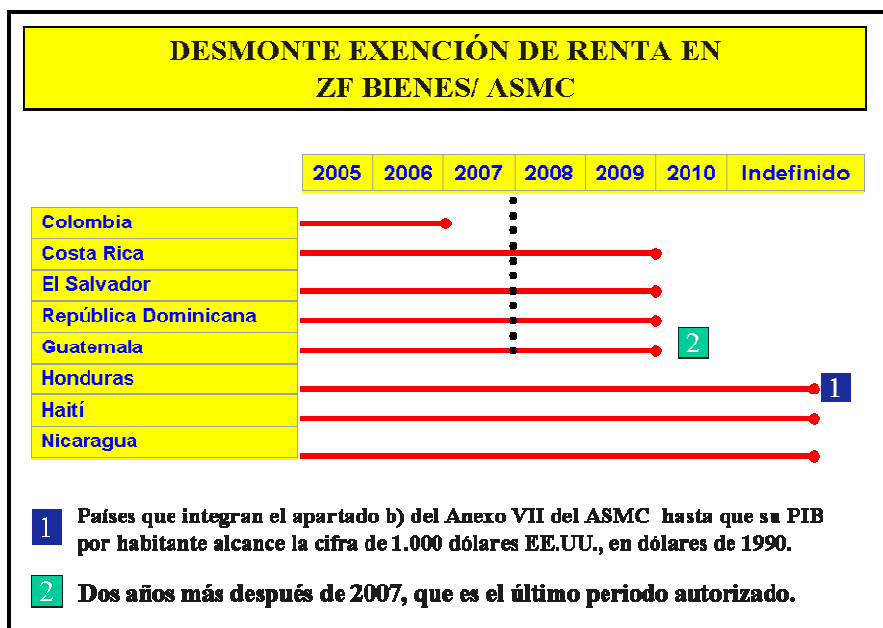 DESMONTE EXENCIÓN DE RENTA EN
ZF BIENES/ ASMC
2005 2006 2007 2008 2009 2010 Indefinido
Colombia
Costa Rica
El Salvador
República Dominicana
Guatemala
2
Honduras
1
Haití
Nicaragua
1 Países que integran el apartado b) del Anexo VII del ASMC hasta que su PIB
por habitante alcance la cifra de 1.000 dólares EE.UU., en dólares de 1990.
2 Dos años más después de 2007, que es el último periodo autorizado.